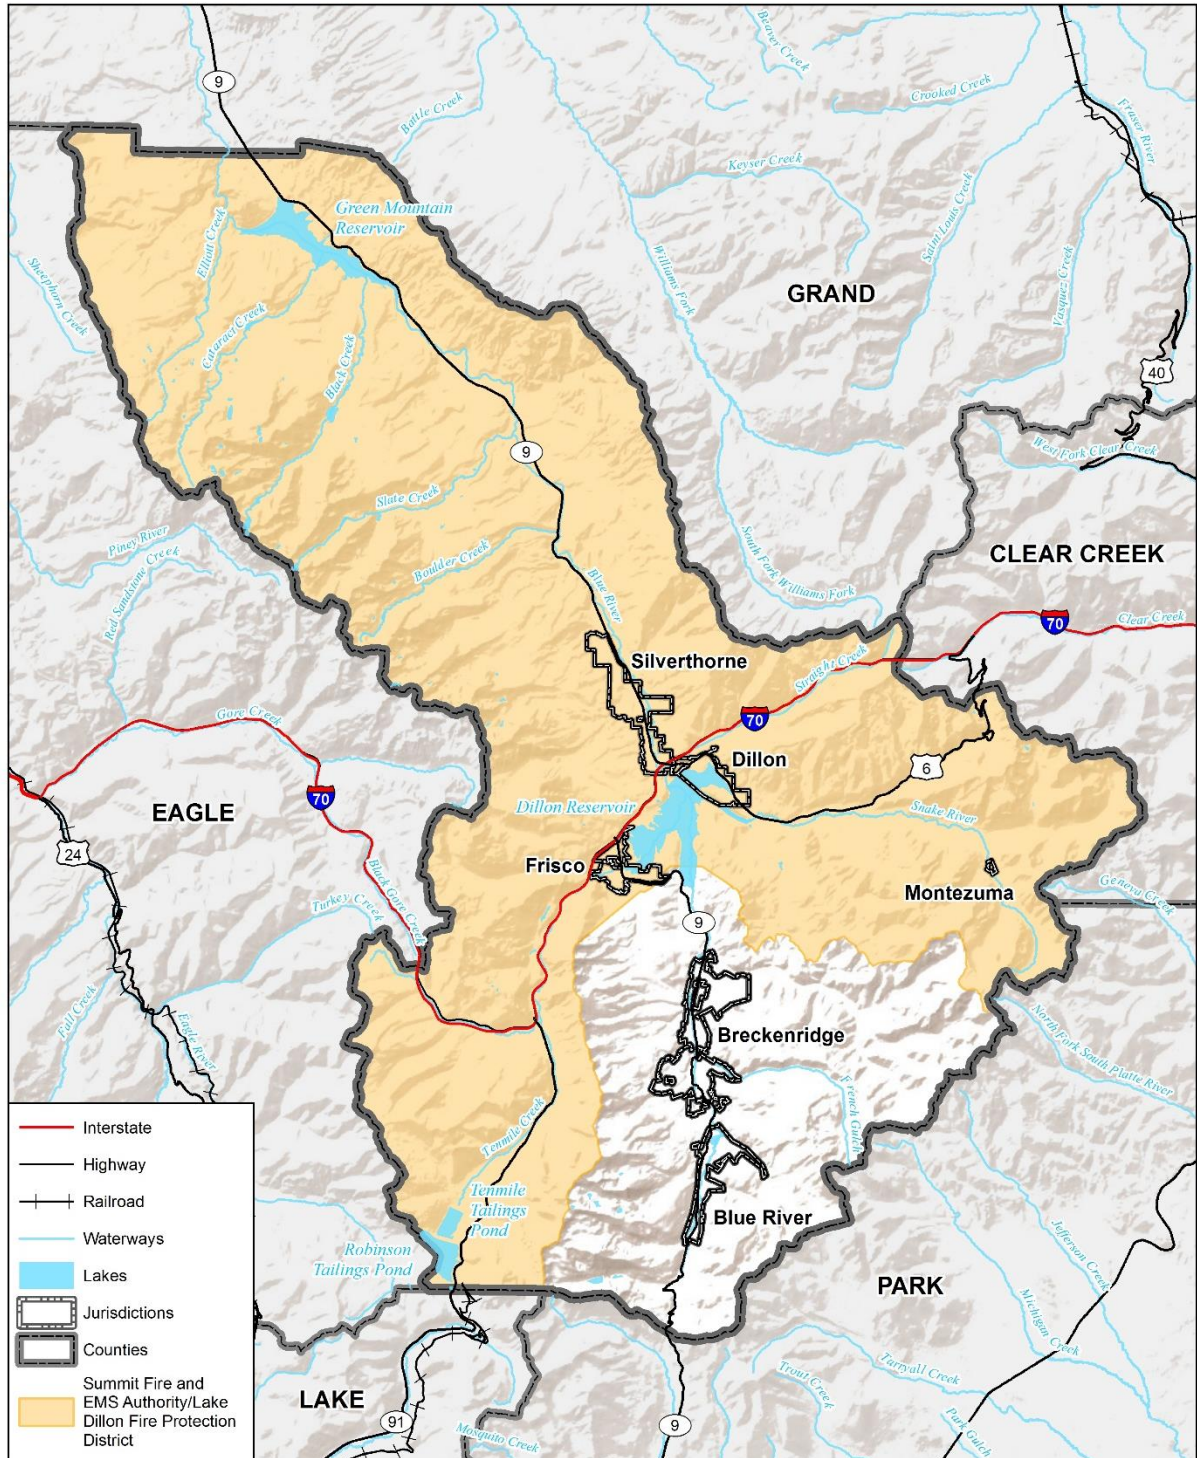 Beaver Creek
9
Battle Creek
Crooked Creek
Fraser River
Keyser Creek
Green Mountain
Reservoir
Elliott Creek
Saint Louis Creek
Sheephorn Creek
Williams Fork
Vasquez Creek
GRAND
Cataract Creek
Black Creek
40
9
West Fork Clear Creek
Slate Creek
Piney River
Boulder Creek
CLEAR CREEK
Red Sandstone Creek
South Fork Williams Fork
Blue River
70
Clear Creek
Silverthorne
Straight Creek
Gore Creek
70
Dillon
6
70
EAGLE
Dillon Reservoir
Snake River
24
Frisco
Montezuma
Geneva Creek
Turkey Creek
Black Gore Creek
9
Fall Creek
Eagle River
North Fork South Platte River
Breckenridge
French Gulch
Tenmile Creek
Tenmile
Tailings
Pond
Blue River
Robinson
Tailings Pond
Jefferson Creek
PARK
Michigan Creek
Tarryall Creek
Trout Creek
LAKE
91
9
Mosquito Creek
Park Gulch
Interstate
Highway
Railroad
Waterways
Lakes
Jurisdictions
Counties
Summit Fire and
EMS Authority/Lake
Dillon Fire Protection
District